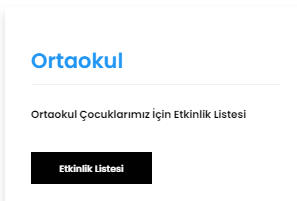 Ortaokul
Ortaokul Çocuklarımız İçin Etkinlik Listesi
Etkinlik Listesi